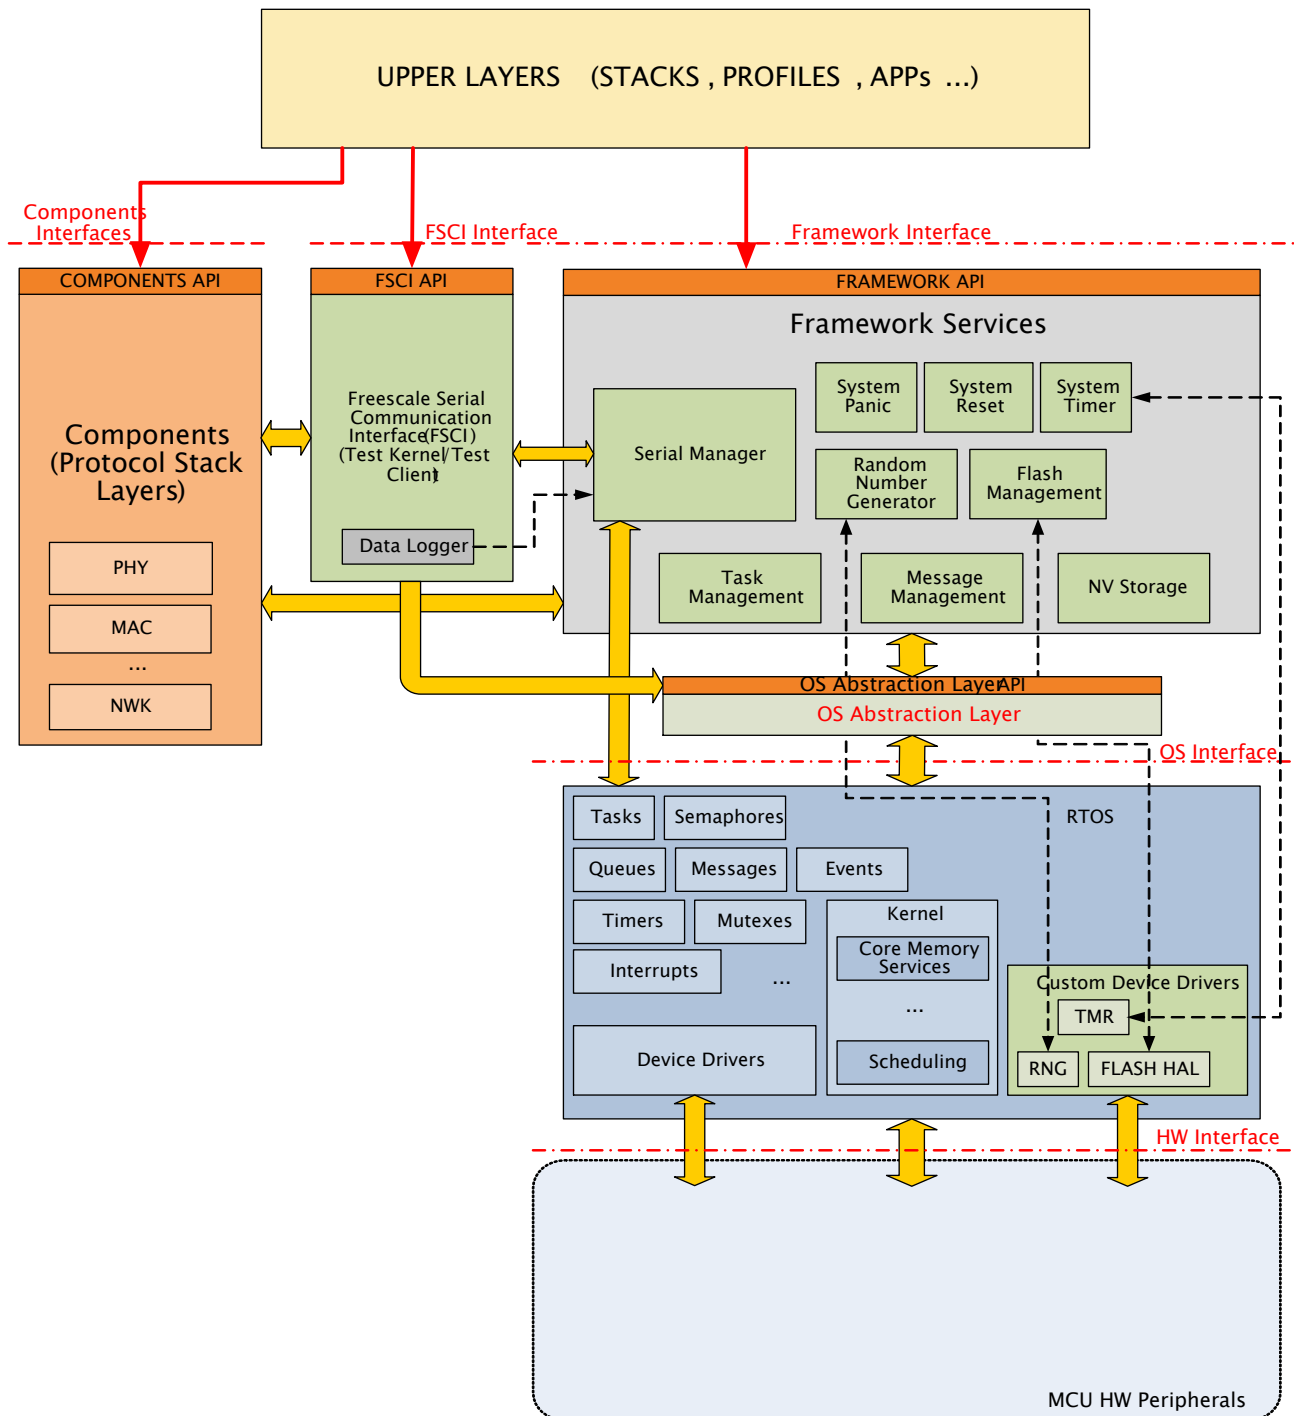 UPPER LAYERS (STACKS , PROFILES , APPs ...)
Components
Interfaces
FSCI Interface
Framework Interface
COMPONENTS API
FSCI API
FRAMEWORK API
Framework Services
Components
(Protocol Stack
Layers)
PHY
MAC
...
NWK
Freescale Serial
Communication
Interface(FSCI)
(Test Kernel/Test
Client)
Data Logger
Serial Manager
System
Panic
System
Reset
System
Timer
Random
Number
Generator
Flash
Management
Task
Management
Message
Management
NV Storage
OS Abstraction Layer API
OS Abstraction Layer
OS Interface
RTOS
Tasks
Semaphores
Queues
Messages
Events
Timers
Mutexes
Interrupts
...
Kernel
Core Memory
Services
...
Scheduling
Device Drivers
Custom Device Drivers
TMR
RNG
FLASH HAL
HW Interface
MCU HW Peripherals